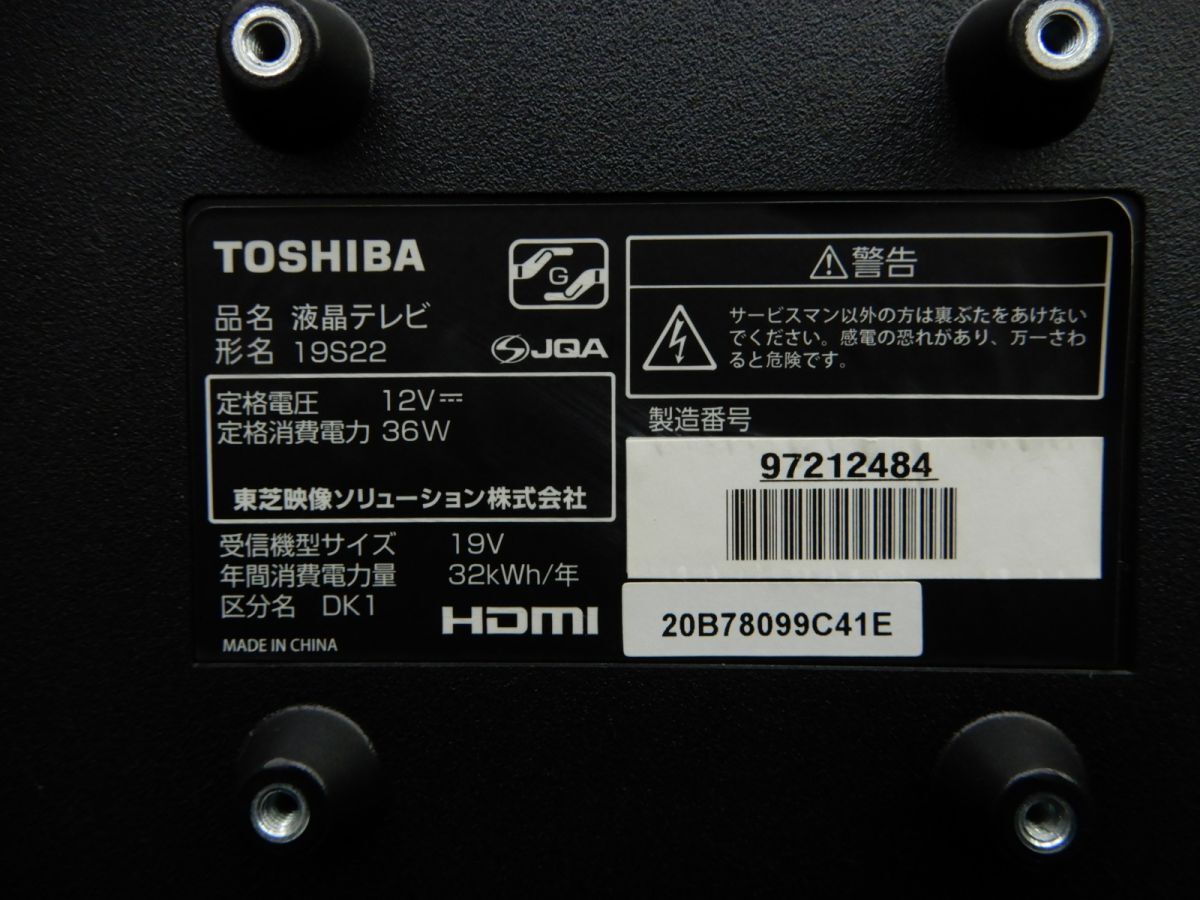 TOSHIBA
品名 液晶テレビ
形名 19S22
G
JQA
定格電圧 12V⎓
定格消費電力 36W
東芝映像ソリューション株式会社
受信機型サイズ 19V
年間消費電力量 32kWh/年
区分名 DK1
HDMI
MADE IN CHINA
⚠警告
サービスマン以外の方は裏ぶたをあけない
でください。感電の恐れがあり、万一さわ
ると危険です。
製造番号
97212484
20B78099C41E